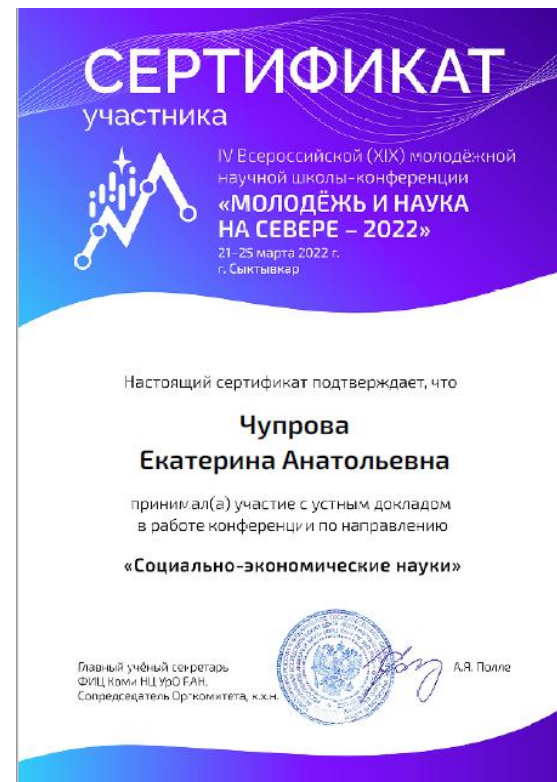 СЕРТИФИКАТ
участника
IV Всероссийской (XIX) молодёжной
научной школы-конференции
«МОЛОДЁЖЬ И НАУКА
НА СЕВЕРЕ – 2022»
21–25 марта 2022 г.
г. Сыктывкар
Настоящий сертификат подтверждает, что
Чупрова
Екатерина Анатольевна
принимал(а) участие с устным докладом
в работе конференции по направлению
«Социально-экономические науки»
Главный учёный секретарь
ФИЦ Коми НЦ УрО РАН,
Сопредседатель Оргкомитета, к.х.н.
А.Я. Полле